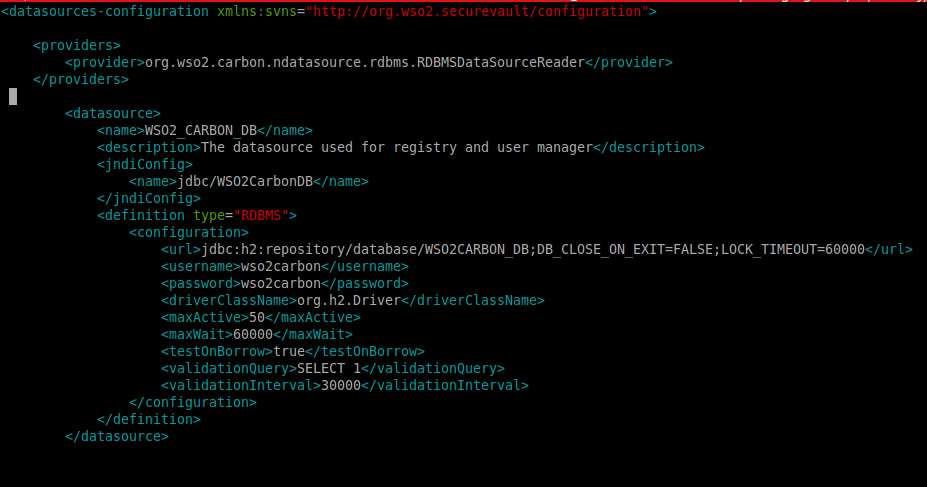 <datasources-configuration xmlns:svns="http://org.wso2.securevault/configuration">
<providers>
<provider>org.wso2.carbon.ndatasource.rdbms.RDBMSDataSourceReader</provider>
</providers>
<datasource>
<name>WSO2_CARBON_DB</name>
<description>The datasource used for registry and user manager</description>
<jndiConfig>
<name>jdbc/WSO2CarbonDB</name>
</jndiConfig>
<definition type="RDBMS">
<configuration>
<url>jdbc:h2:repository/database/WSO2CARBON_DB;DB_CLOSE_ON_EXIT=FALSE;LOCK_TIMEOUT=60000</url>
<username>wso2carbon</username>
<password>wso2carbon</password>
<driverClassName>org.h2.Driver</driverClassName>
<maxActive>50</maxActive>
<maxWait>60000</maxWait>
<testOnBorrow>true</testOnBorrow>
<validationQuery>SELECT 1</validationQuery>
<validationInterval>30000</validationInterval>
</configuration>
</definition>
</datasource>